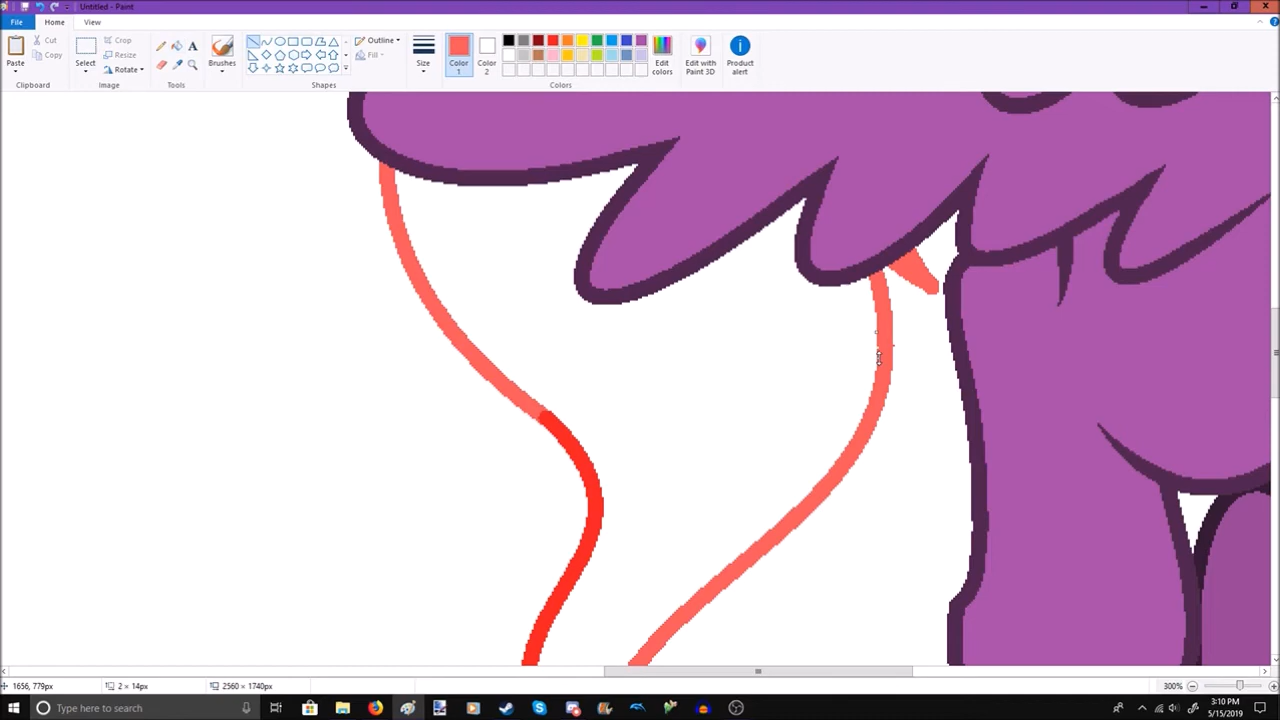 Untitled - Paint
File Home View
Paste
Cut
Copy
Clipboard
Select
Crop
Resize
Rotate
Image
A
Tools
Brushes
Outline
Fill
Shapes
Size
Color 1
Color 2
Edit colors
Colors
Edit with Paint 3D
Product alert
1656, 779px
2 × 14px
2560 × 1740px
300%
Type here to search
3:10 PM
5/15/2019